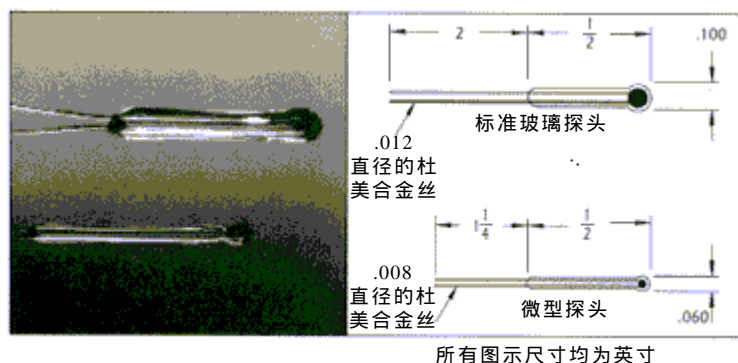 2
1/2
.100
标准玻璃探头
.012
直径的杜
美合金丝
1 1/4
1/2
.008
直径的杜
美合金丝
微型探头
.060
所有图示尺寸均为英寸